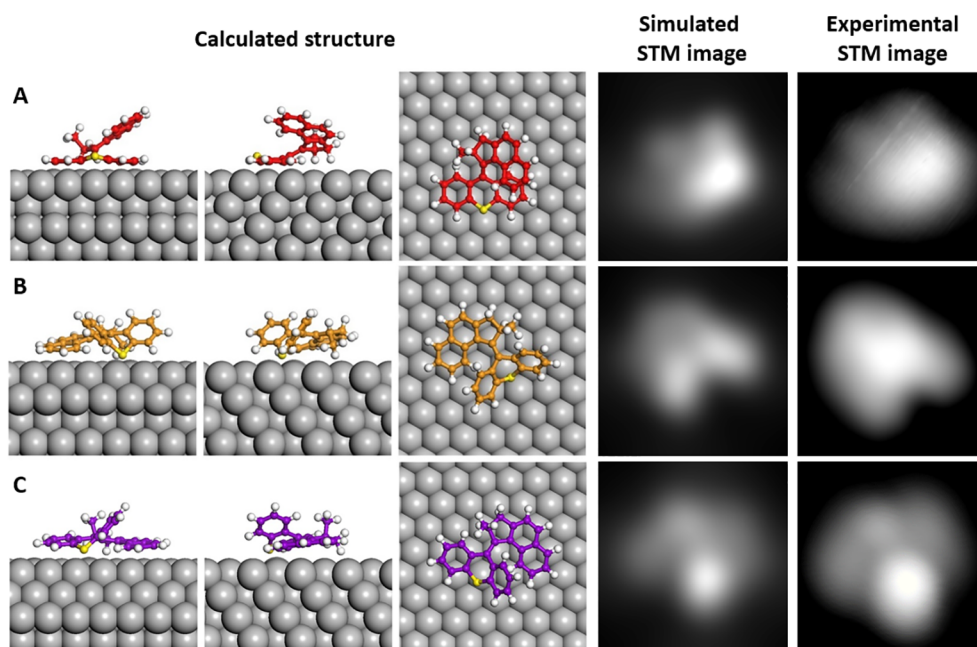 Calculated structure
Simulated
STM image
Experimental
STM image
A
B
C